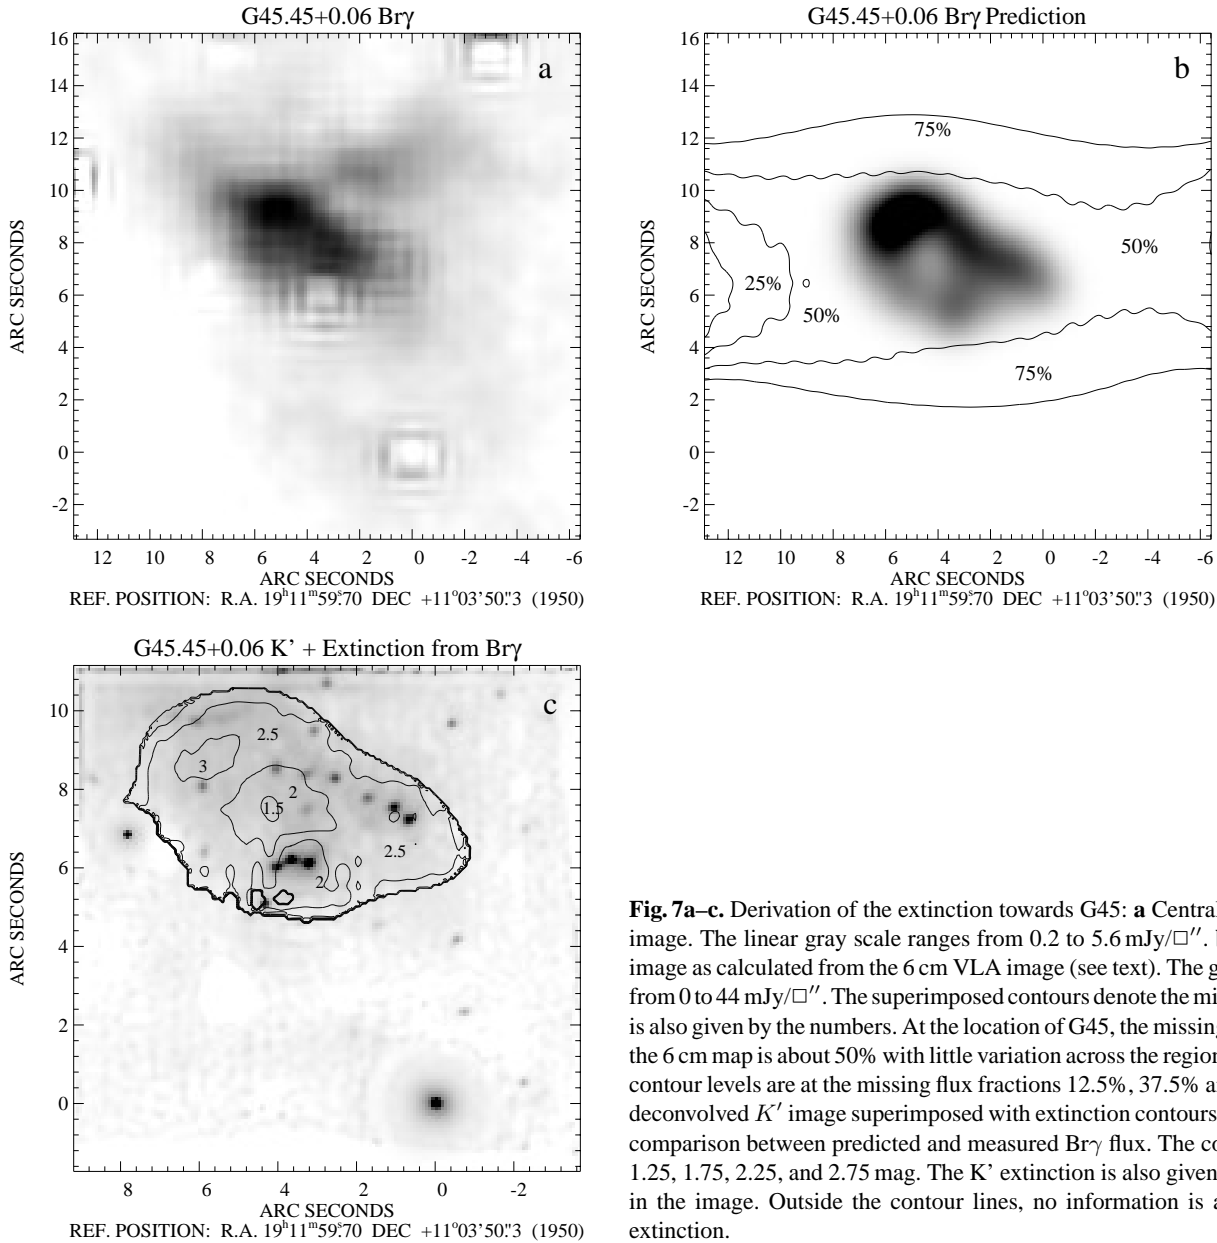 G45.45+0.06 Brγ
G45.45+0.06 Brγ Prediction
a
b
16
14
12
10
8
6
4
2
0
-2
ARC SECONDS
12 10 8 6 4 2 0 -2 -4 -6
ARC SECONDS
REF. POSITION: R.A. 19h11m59s.70 DEC +11°03'50".3 (1950)
16
14
12
10
8
6
4
2
0
-2
ARC SECONDS
75%
50%
25%
50%
75%
12 10 8 6 4 2 0 -2 -4 -6
ARC SECONDS
REF. POSITION: R.A. 19h11m59s.70 DEC +11°03'50".3 (1950)
G45.45+0.06 K' + Extinction from Brγ
c
10
8
6
4
2
0
ARC SECONDS
2.5
3
2
1.5
2.5
2
8 6 4 2 0 -2
ARC SECONDS
REF. POSITION: R.A. 19h11m59s.70 DEC +11°03'50".3 (1950)
Fig. 7a–c. Derivation of the extinction towards G45: a Central
image. The linear gray scale ranges from 0.2 to 5.6 mJy/□″.
image as calculated from the 6 cm VLA image (see text). The g
from 0 to 44 mJy/□″. The superimposed contours denote the mi
is also given by the numbers. At the location of G45, the missing
the 6 cm map is about 50% with little variation across the region
contour levels are at the missing flux fractions 12.5%, 37.5% a
deconvolved K′ image superimposed with extinction contours
comparison between predicted and measured Brγ flux. The co
1.25, 1.75, 2.25, and 2.75 mag. The K' extinction is also given
in the image. Outside the contour lines, no information is a
extinction.